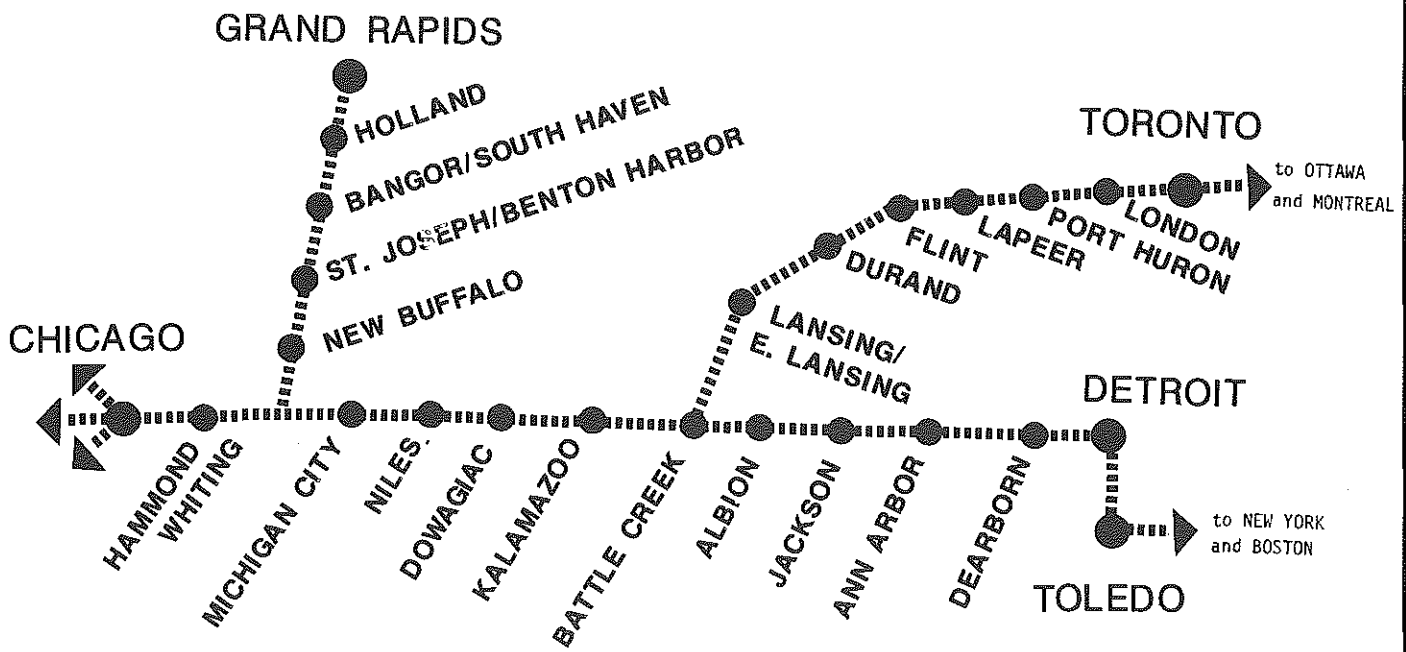 GRAND RAPIDS
HOLLAND
BANGOR/SOUTH HAVEN
ST. JOSEPH/BENTON HARBOR
NEW BUFFALO
TORONTO
to OTTAWA
and MONTREAL
LONDON
PORT HURON
LAPEER
FLINT
DURAND
LANSING/
E. LANSING
CHICAGO
HAMMOND
WHITING
MICHIGAN CITY
NILES.
DOWAGIAC
KALAMAZOO
BATTLE CREEK
ALBION
JACKSON
ANN ARBOR
DEARBORN
DETROIT
to NEW YORK
and BOSTON
TOLEDO